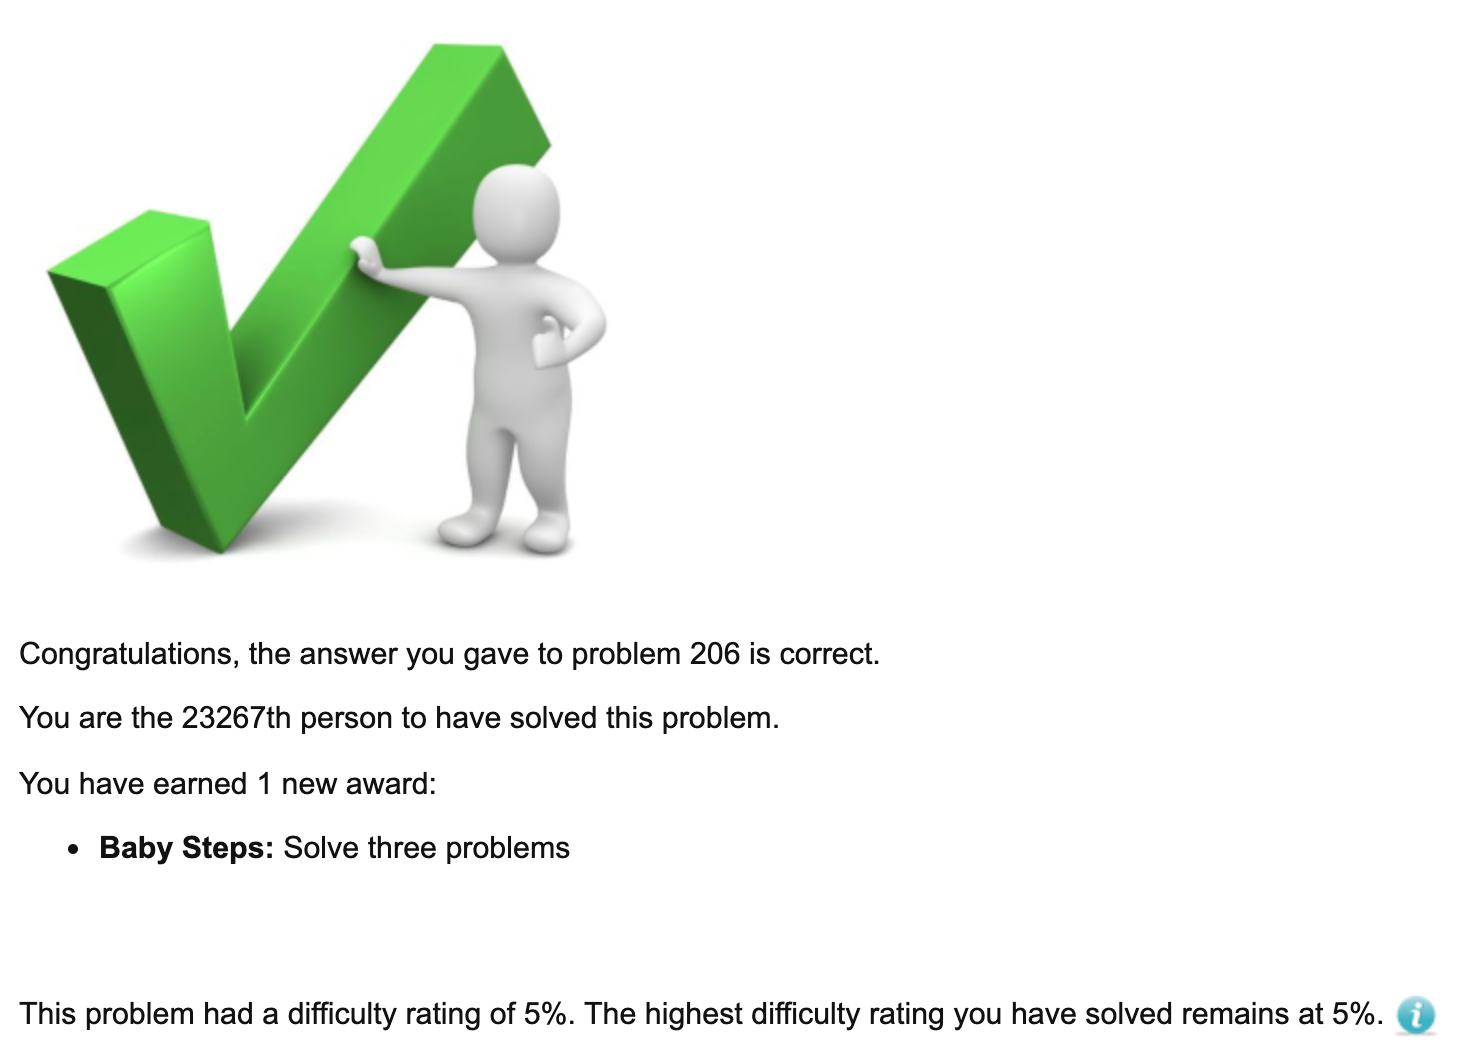 Congratulations, the answer you gave to problem 206 is correct.
You are the 23267th person to have solved this problem.
You have earned 1 new award:
• Baby Steps: Solve three problems
This problem had a difficulty rating of 5%. The highest difficulty rating you have solved remains at 5%. i